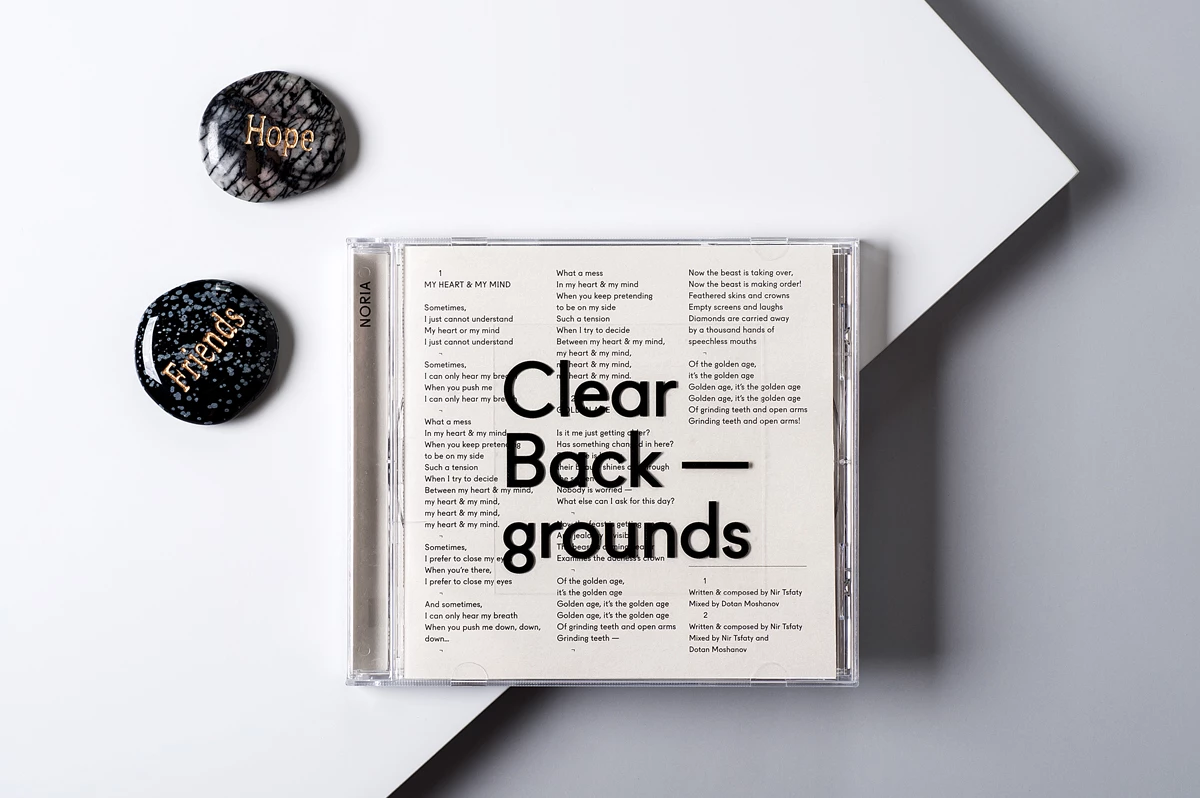 Hope
Friends
NORIA
Clear
Back —
grounds
1
MY HEART & MY MIND
Sometimes,
I just cannot understand
My heart or my mind
I just cannot understand
¬
Sometimes,
I can only hear my breath
When you push me
I can only hear my breath
¬
What a mess
In my heart & my mind
When you keep pretending
to be on my side
Such a tension
When I try to decide
Between my heart & my mind,
my heart & my mind,
my heart & my mind,
my heart & my mind.
¬
Sometimes,
I prefer to close my eyes
When you're there,
I prefer to close my eyes
¬
And sometimes,
I can only hear my breath
When you push me down, down,
down...
¬
What a mess
In my heart & my mind
When you keep pretending
to be on my side
Such a tension
When I try to decide
Between my heart & my mind,
my heart & my mind,
my heart & my mind,
my heart & my mind.
2
GOLDEN AGE
Is it me just getting older?
Has something changed in here?
Their beauty shines through
Nobody is worried —
What else can I ask for this day?
¬
Now the feast is getting
Examines the duchess's crown
¬
Of the golden age,
it's the golden age
Golden age, it's the golden age
Golden age, it's the golden age
Of grinding teeth and open arms
Grinding teeth —
¬
Now the beast is taking over,
Now the beast is making order!
Feathered skins and crowns
Empty screens and laughs
Diamonds are carried away
by a thousand hands of
speechless mouths
¬
Of the golden age,
it's the golden age
Golden age, it's the golden age
Golden age, it's the golden age
Of grinding teeth and open arms
Grinding teeth and open arms!
1
Written & composed by Nir Tsfaty
Mixed by Dotan Moshanov
2
Written & composed by Nir Tsfaty
Mixed by Nir Tsfaty and
Dotan Moshanov